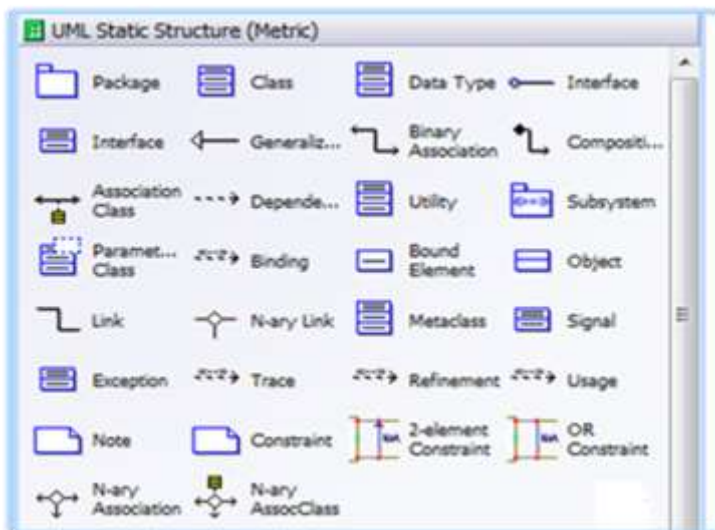 UML Static Structure (Metric)
Package Class Data Type Interface
Interface Generaliz... Binary Association Compositi...
Association Class Depende... Utility Subsystem
Paramet... Class Binding Bound Element Object
Link N-ary Link Metaclass Signal
Exception Trace Refinement Usage
Note Constraint 2-element Constraint OR Constraint
N-ary Association N-ary AssocClass